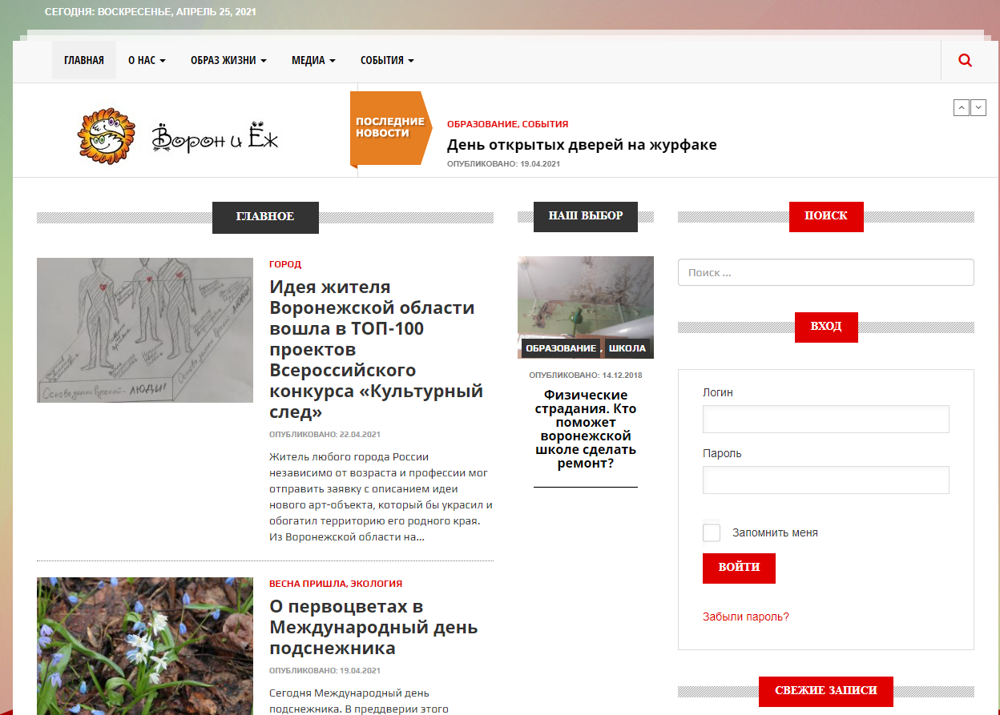 СЕГОДНЯ: ВОСКРЕСЕНЬЕ, АПРЕЛЬ 25, 2021
ГЛАВНАЯ
О НАС
ОБРАЗ ЖИЗНИ
МЕДИА
СОБЫТИЯ
Ворон и Ёж
ПОСЛЕДНИЕ
НОВОСТИ
ОБРАЗОВАНИЕ, СОБЫТИЯ
День открытых дверей на журфаке
ОПУБЛИКОВАНО: 19.04.2021
ГЛАВНОЕ
ГОРОД
Идея жителя
Воронежской области
вошла в ТОП-100
проектов
Всероссийского
конкурса «Культурный
след»
ОПУБЛИКОВАНО: 22.04.2021
Житель любого города России
независимо от возраста и профессии мог
отправить заявку с описанием идеи
нового арт-объекта, который бы украсил и
обогатил территорию его родного края.
Из Воронежской области на...
ЛЮДИ!
ВЕСНА ПРИШЛА, ЭКОЛОГИЯ
О первоцветах в
Международный день
подснежника
ОПУБЛИКОВАНО: 19.04.2021
Сегодня Международный день
подснежника. В преддверии этого
НАШ ВЫБОР
ОБРАЗОВАНИЕ , ШКОЛА
ОПУБЛИКОВАНО: 14.12.2018
Физические
страдания. Кто
поможет
воронежской
школе сделать
ремонт?
ПОИСК
Поиск ...
ВХОД
Логин
Пароль
Запомнить меня
ВОЙТИ
Забыли пароль?
СВЕЖИЕ ЗАПИСИ